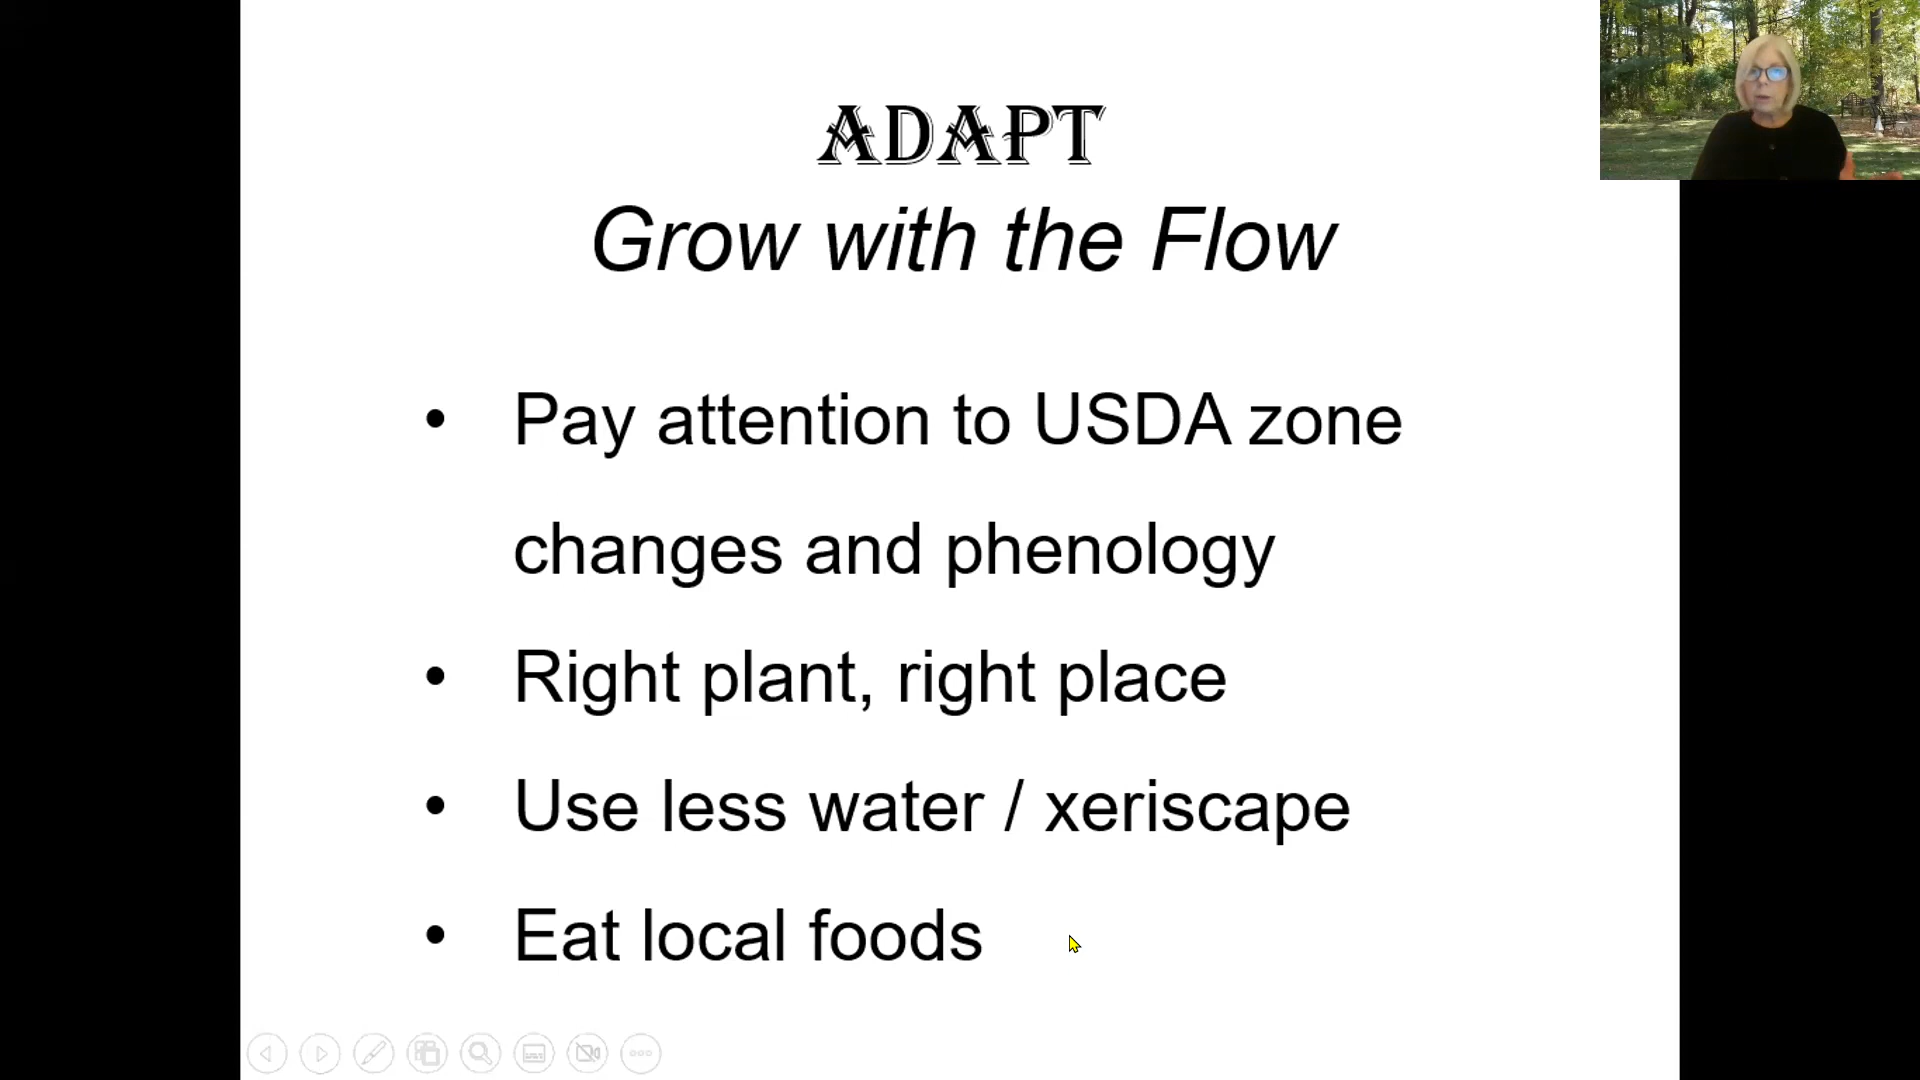 ADAPT
Grow with the Flow
• Pay attention to USDA zone
changes and phenology
• Right plant, right place
• Use less water / xeriscape
• Eat local foods